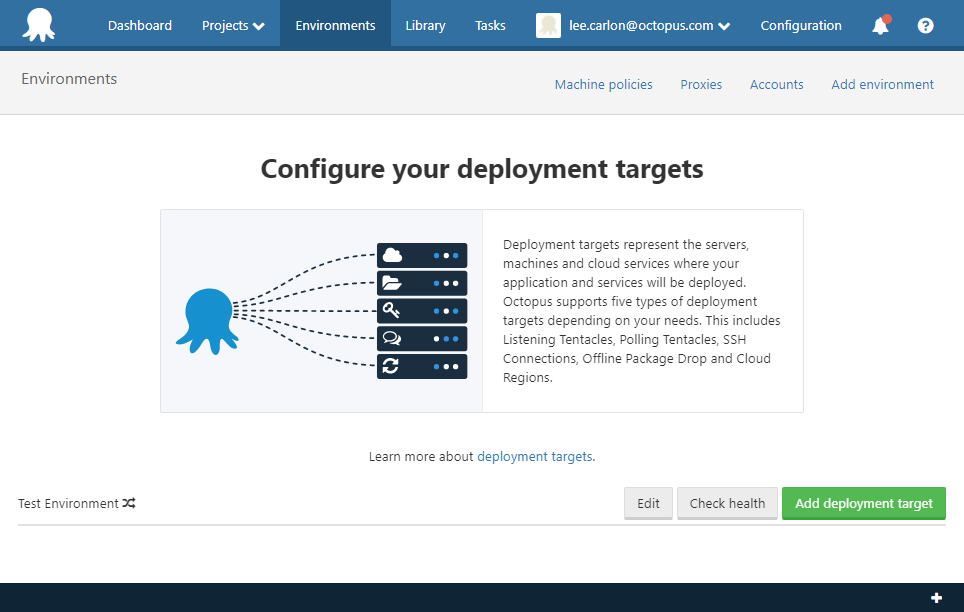 Dashboard Projects Environments Library Tasks lee.carlon@octopus.com Configuration
Environments
Machine policies Proxies Accounts Add environment
Configure your deployment targets
Deployment targets represent the servers,
machines and cloud services where your
application and services will be deployed.
Octopus supports five types of deployment
targets depending on your needs. This includes
Listening Tentacles, Polling Tentacles, SSH
Connections, Offline Package Drop and Cloud
Regions.
Learn more about deployment targets.
Test Environment Edit Check health Add deployment target